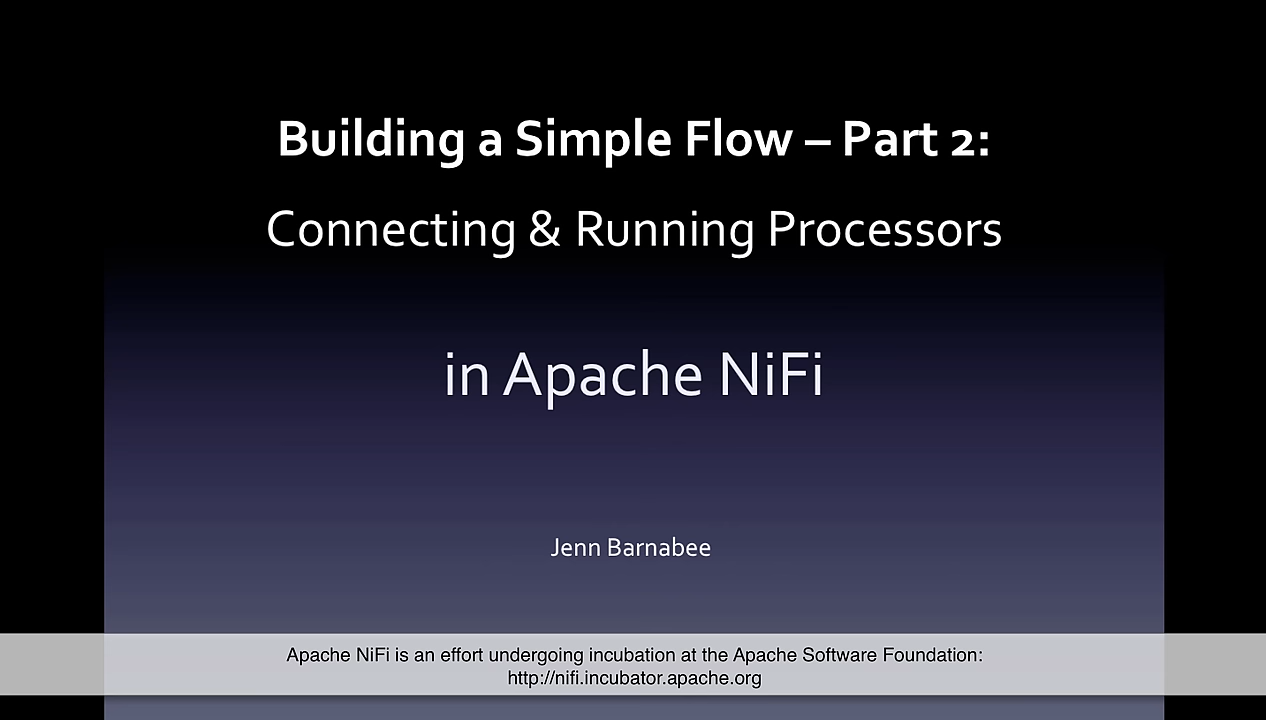 Building a Simple Flow – Part 2:
Connecting & Running Processors
in Apache NiFi
Jenn Barnabee
Apache NiFi is an effort undergoing incubation at the Apache Software Foundation:
http://nifi.incubator.apache.org